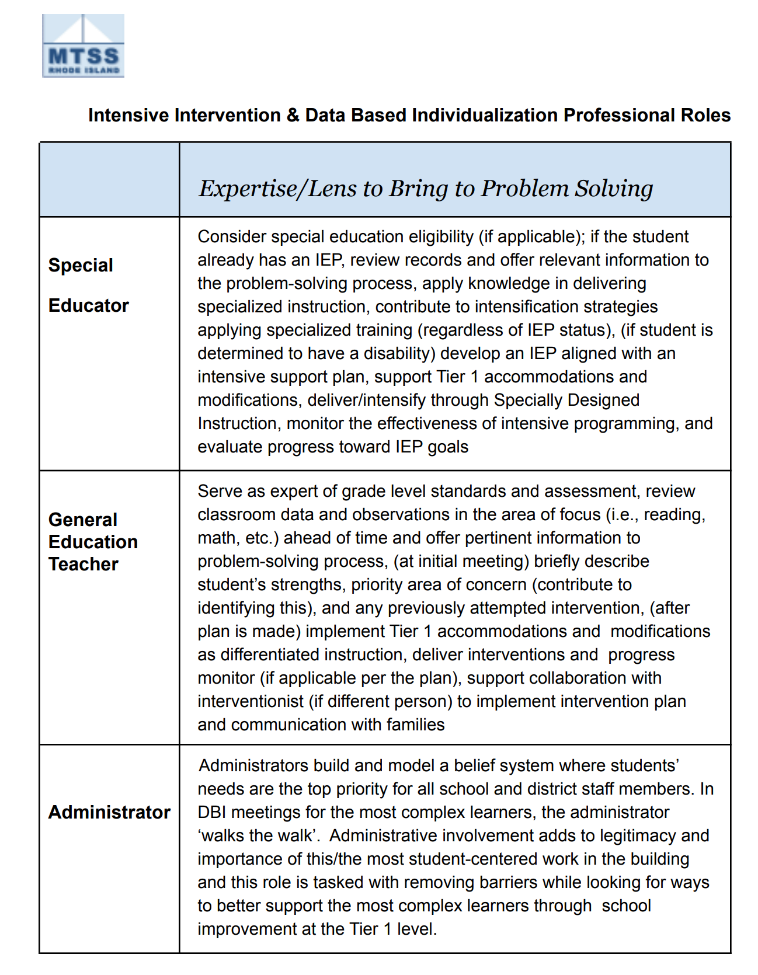 MTSS
RHODE ISLAND
Intensive Intervention & Data Based Individualization Professional Roles
Expertise/Lens to Bring to Problem Solving
Special
Educator
Consider special education eligibility (if applicable); if the student
already has an IEP, review records and offer relevant information to
the problem-solving process, apply knowledge in delivering
specialized instruction, contribute to intensification strategies
applying specialized training (regardless of IEP status), (if student is
determined to have a disability) develop an IEP aligned with an
intensive support plan, support Tier 1 accommodations and
modifications, deliver/intensify through Specially Designed
Instruction, monitor the effectiveness of intensive programming, and
evaluate progress toward IEP goals
General
Education
Teacher
Serve as expert of grade level standards and assessment, review
classroom data and observations in the area of focus (i.e., reading,
math, etc.) ahead of time and offer pertinent information to
problem-solving process, (at initial meeting) briefly describe
student’s strengths, priority area of concern (contribute to
identifying this), and any previously attempted intervention, (after
plan is made) implement Tier 1 accommodations and  modifications
as differentiated instruction, deliver interventions and  progress
monitor (if applicable per the plan), support collaboration with
interventionist (if different person) to implement intervention plan
and communication with families
Administrator
Administrators build and model a belief system where students’
needs are the top priority for all school and district staff members. In
DBI meetings for the most complex learners, the administrator
‘walks the walk’.  Administrative involvement adds to legitimacy and
importance of this/the most student-centered work in the building
and this role is tasked with removing barriers while looking for ways
to better support the most complex learners through  school
improvement at the Tier 1 level.